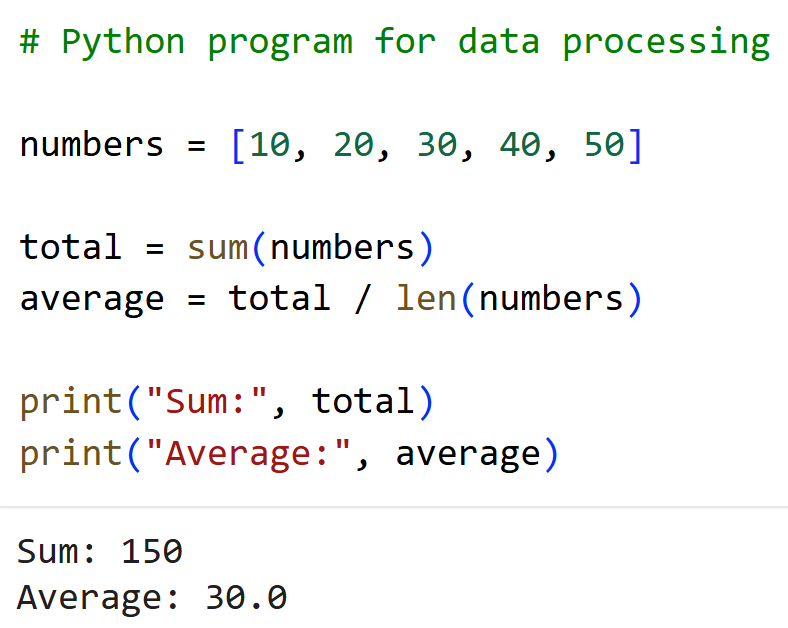 # Python program for data processing
numbers = [10, 20, 30, 40, 50]
total = sum(numbers)
average = total / len(numbers)
print("Sum:", total)
print("Average:", average)
Sum: 150
Average: 30.0